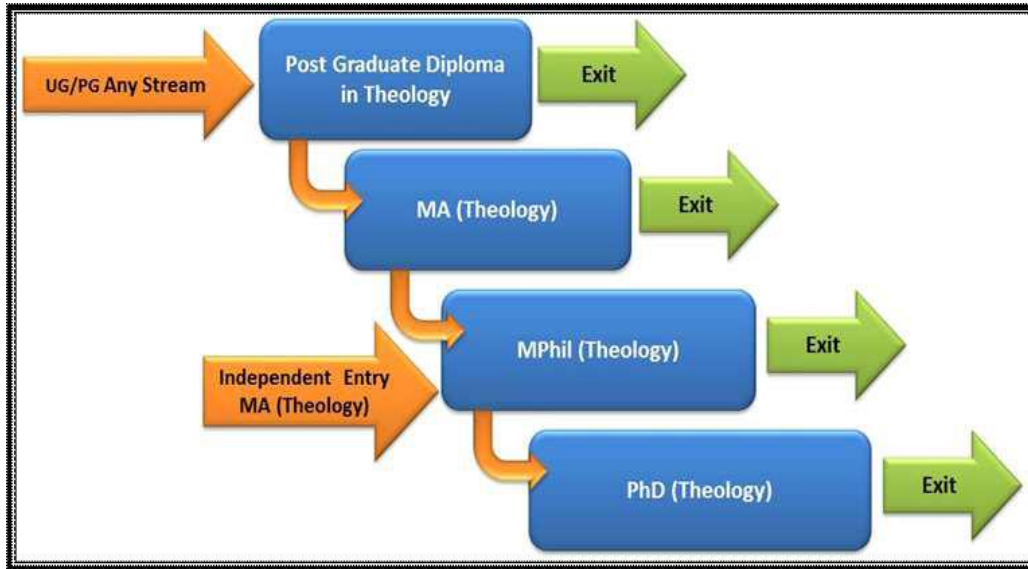 UG/PG Any Stream
Post Graduate Diploma
in Theology
Exit
MA (Theology)
Exit
Independent Entry
MA (Theology)
MPhil (Theology)
Exit
PhD (Theology)
Exit